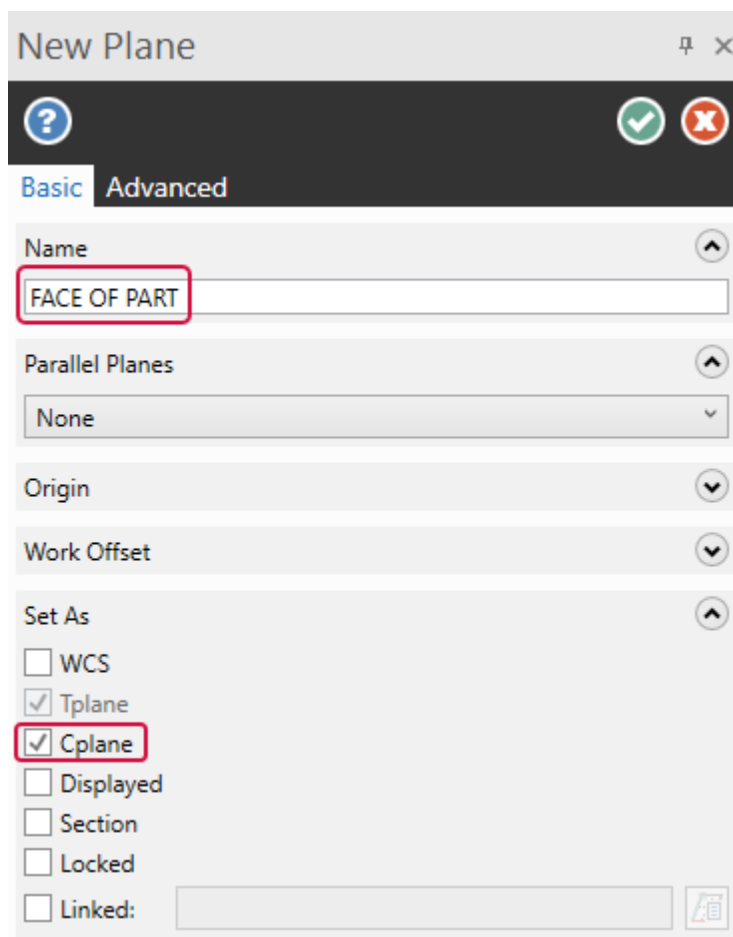 New Plane
Basic Advanced
Name
FACE OF PART
Parallel Planes
None
Origin
Work Offset
Set As
WCS
Tplane
Cplane
Displayed
Section
Locked
Linked: